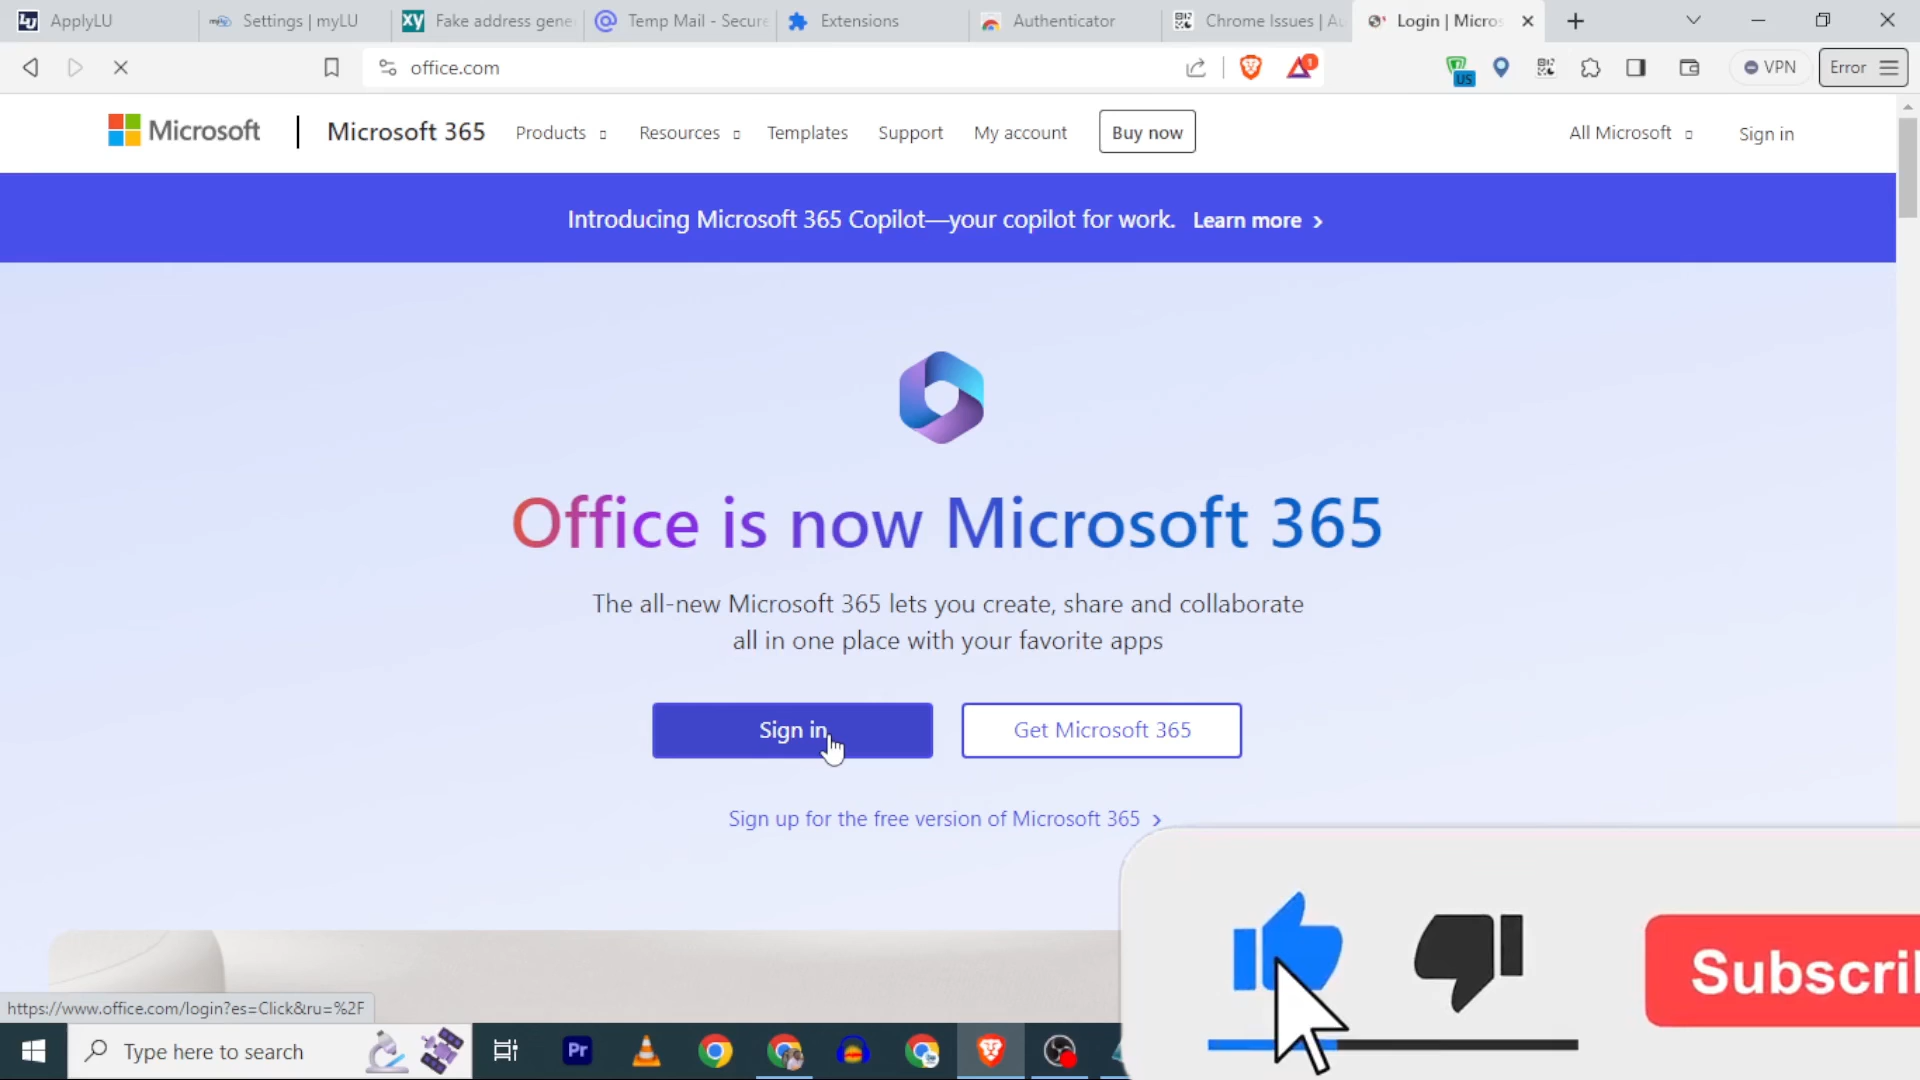 ApplyLU
Settings | myLU
Fake address gene
Temp Mail - Secure
Extensions
Authenticator
Chrome Issues | Au
Login | Micros
office.com
1
US
VPN
Error
Microsoft
Microsoft 365
Products
Resources
Templates
Support
My account
Buy now
All Microsoft
Sign in
Introducing Microsoft 365 Copilot—your copilot for work. Learn more >
Office is now Microsoft 365
The all-new Microsoft 365 lets you create, share and collaborate
all in one place with your favorite apps
Sign in
Get Microsoft 365
Sign up for the free version of Microsoft 365 >
Subscri
https://www.office.com/login?es=Click&ru=%2F
Type here to search
Pr